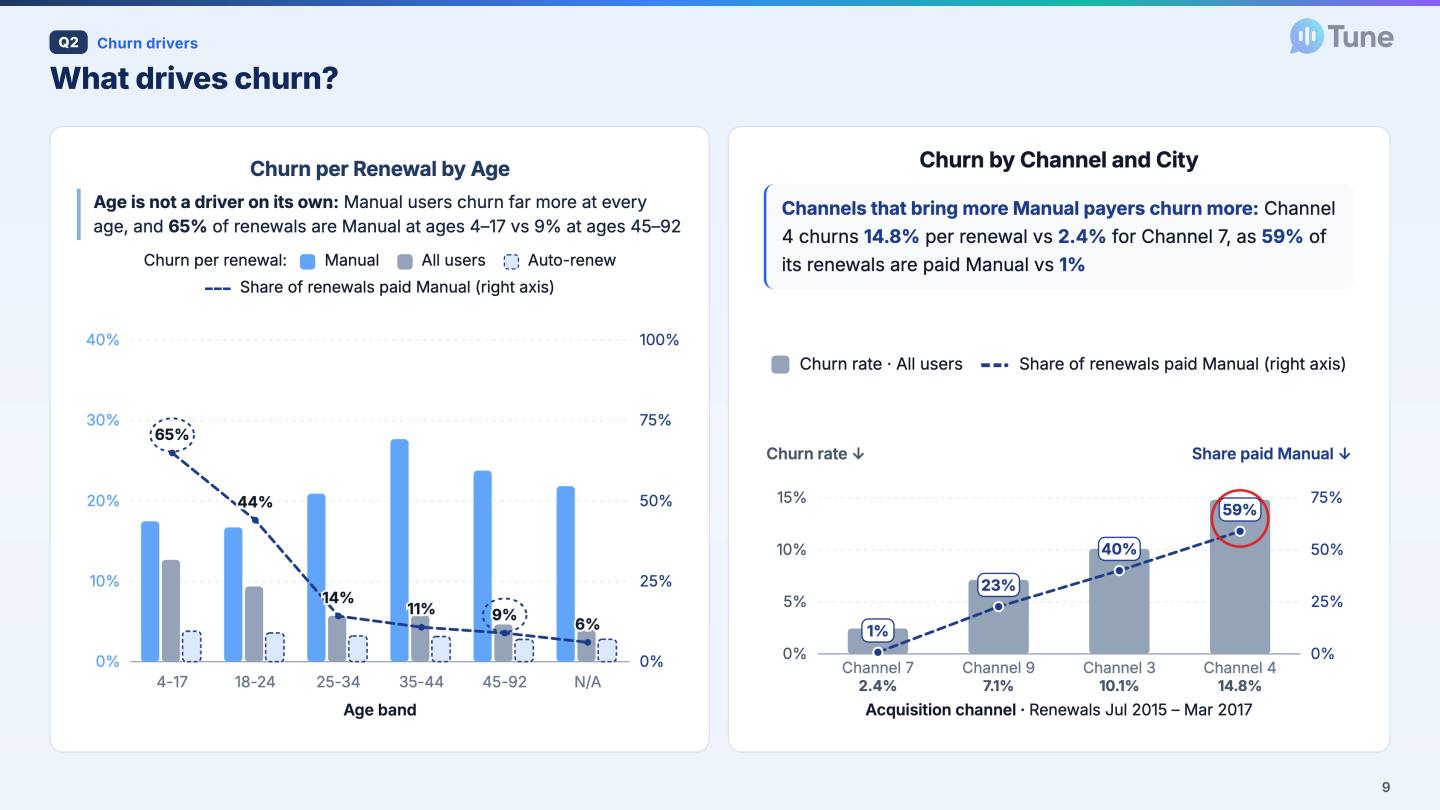 Q2 Churn drivers
Tune
What drives churn?
Churn per Renewal by Age
Age is not a driver on its own: Manual users churn far more at every
age, and 65% of renewals are Manual at ages 4–17 vs 9% at ages 45–92
Churn per renewal: Manual All users Auto-renew
Share of renewals paid Manual (right axis)
40% 100%
30% 75%
20% 50%
10% 25%
0% 0%
65%
44%
14%
11%
9%
6%
4-17 18-24 25-34 35-44 45-92 N/A
Age band
Churn by Channel and City
Channels that bring more Manual payers churn more: Channel
4 churns 14.8% per renewal vs 2.4% for Channel 7, as 59% of
its renewals are paid Manual vs 1%
Churn rate · All users Share of renewals paid Manual (right axis)
Churn rate ↓ Share paid Manual ↓
15% 75%
10% 50%
5% 25%
0% 0%
1%
23%
40%
59%
Channel 7 Channel 9 Channel 3 Channel 4
2.4% 7.1% 10.1% 14.8%
Acquisition channel · Renewals Jul 2015 – Mar 2017
9